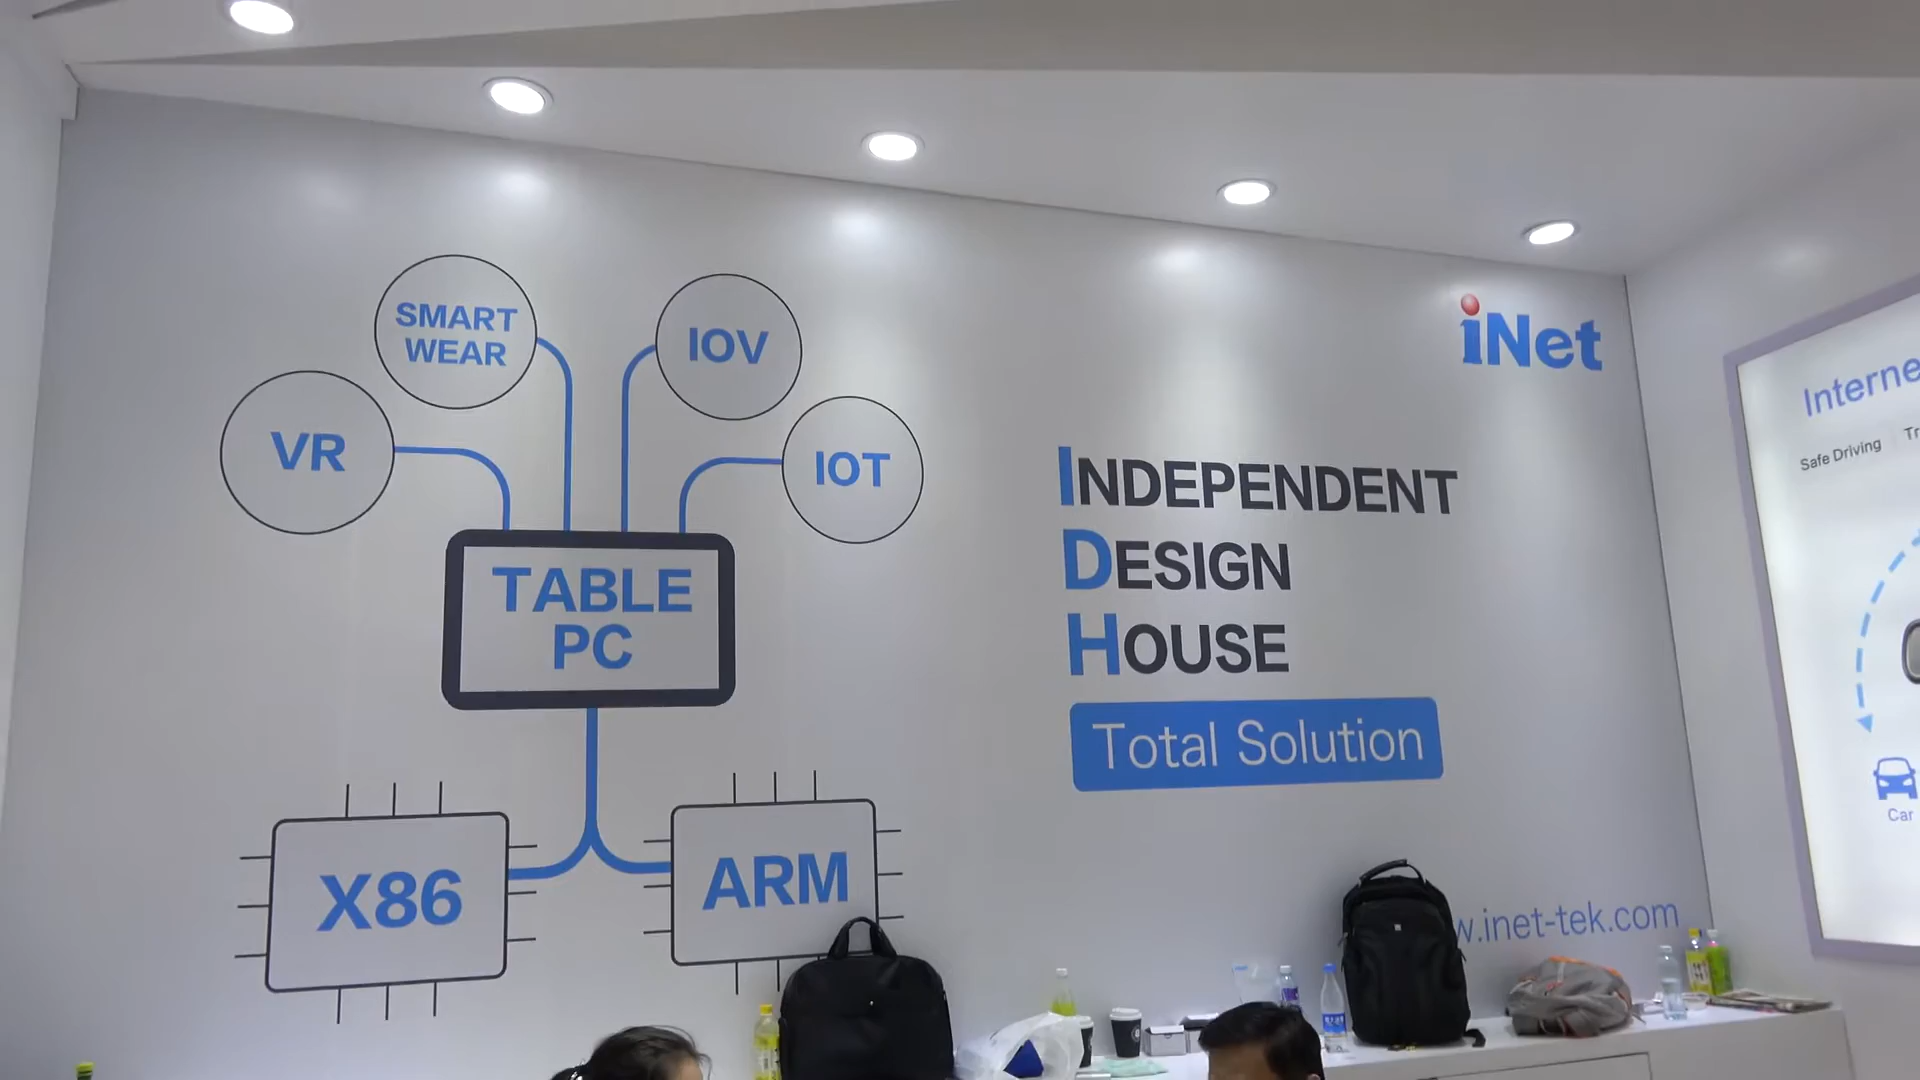 SMART
WEAR
IOV
VR
IOT
TABLE
PC
X86
ARM
iNet
INDEPENDENT
DESIGN
HOUSE
Total Solution
w.inet-tek.com
Safe Driving
Car